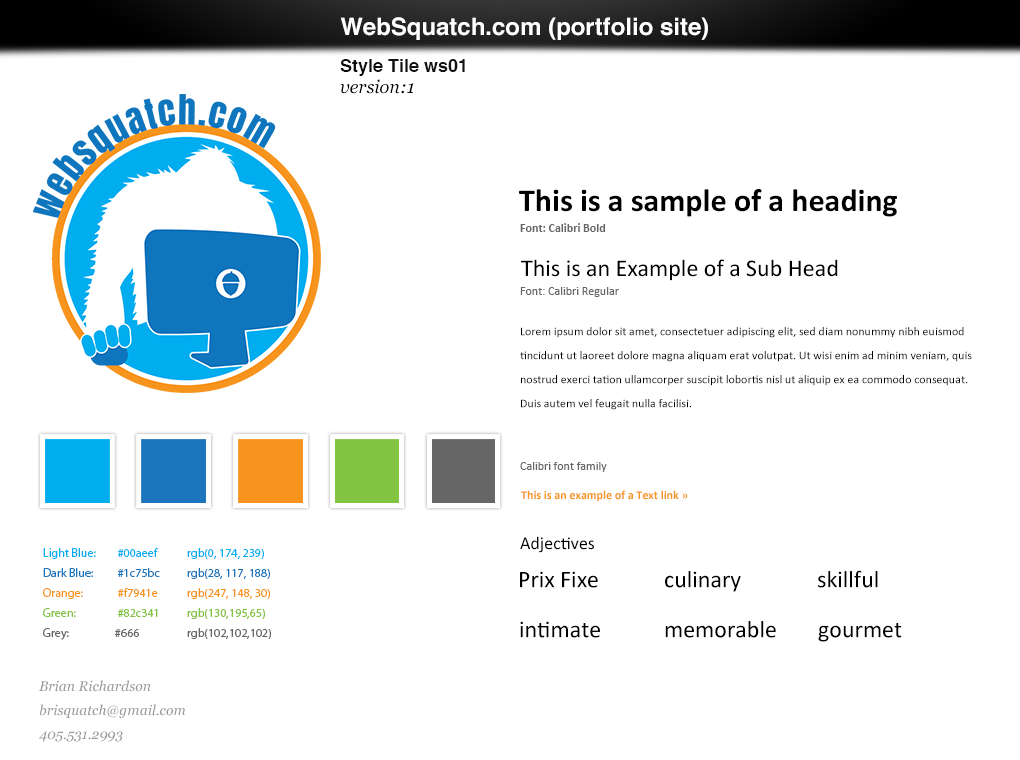 WebSquatch.com (portfolio site)
Style Tile ws01
version:1
websquatch.com
This is a sample of a heading
Font: Calibri Bold
This is an Example of a Sub Head
Font: Calibri Regular
Lorem ipsum dolor sit amet, consectetuer adipiscing elit, sed diam nonummy nibh euismod
tincidunt ut laoreet dolore magna aliquam erat volutpat. Ut wisi enim ad minim veniam, quis
nostrud exerci tation ullamcorper suscipit lobortis nisl ut aliquip ex ea commodo consequat.
Duis autem vel feugait nulla facilisi.
Calibri font family
This is an example of a Text link »
Light Blue: #00aeef rgb(0, 174, 239)
Dark Blue: #1c75bc rgb(28, 117, 188)
Orange: #f7941e rgb(247, 148, 30)
Green: #82c341 rgb(130,195,65)
Grey: #666 rgb(102,102,102)
Adjectives
Prix Fixe culinary skillful
intimate memorable gourmet
Brian Richardson
brisquatch@gmail.com
405.531.2993